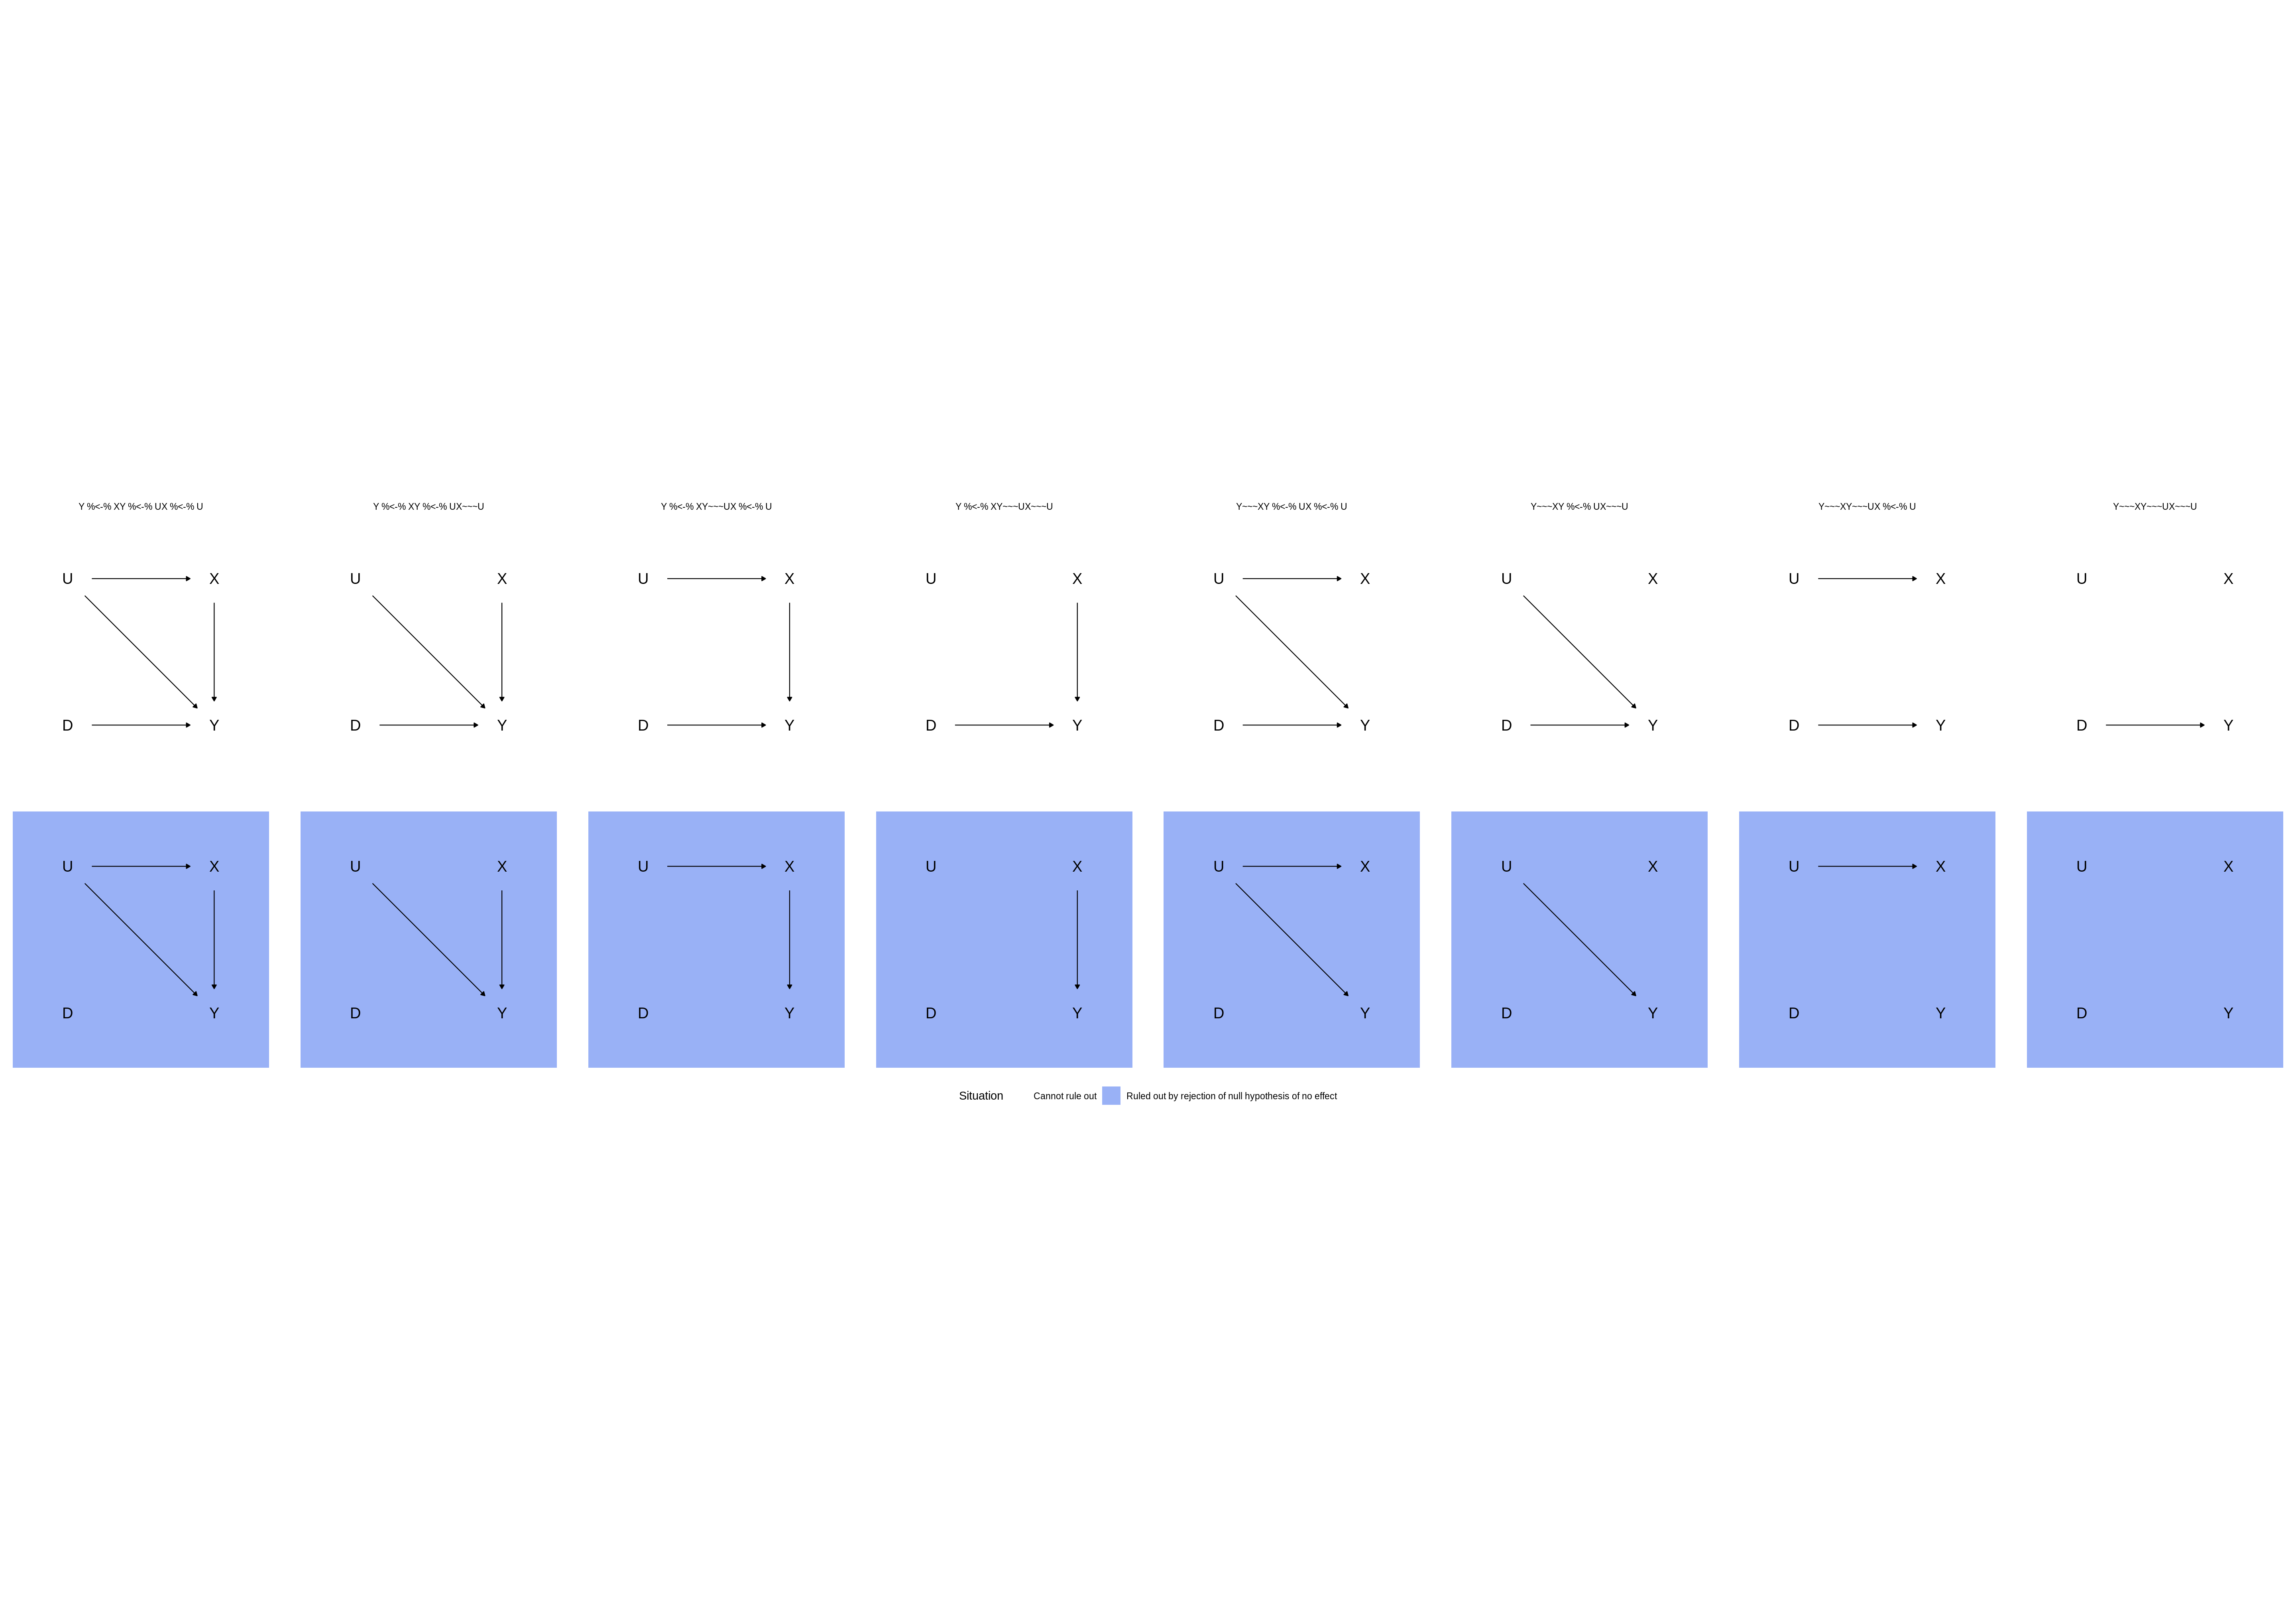 Y %<-% XY %<-% UX %<-% U
Y %<-% XY %<-% UX~~~U
Y %<-% XY~~~UX %<-% U
Y %<-% XY~~~UX~~~U
Y~~~XY %<-% UX %<-% U
Y~~~XY %<-% UX~~~U
Y~~~XY~~~UX %<-% U
Y~~~XY~~~UX~~~U
U X U X U X U X U X U X U X U X
D Y D Y D Y D Y D Y D Y D Y D Y
U X U X U X U X U X U X U X U X
D Y D Y D Y D Y D Y D Y D Y D Y
Situation Cannot rule out Ruled out by rejection of null hypothesis of no effect